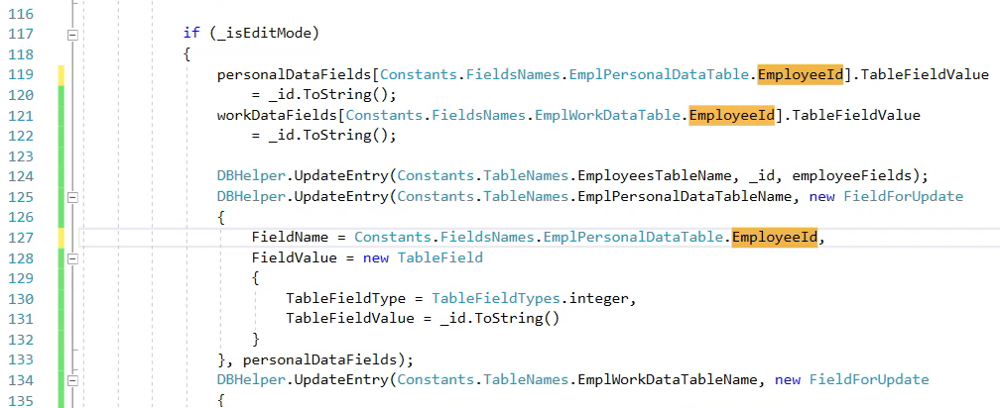 116
117 if (_isEditMode)
118 {
119 personalDataFields[Constants.FieldsNames.EmplPersonalDataTable.EmployeeId].TableFieldValue
120 = _id.ToString();
121 workDataFields[Constants.FieldsNames.EmplWorkDataTable.EmployeeId].TableFieldValue
122 = _id.ToString();
123
124 DBHelper.UpdateEntry(Constants.TableNames.EmployeesTableName, _id, employeeFields);
125 DBHelper.UpdateEntry(Constants.TableNames.EmplPersonalDataTableName, new FieldForUpdate
126 {
127 FieldName = Constants.FieldsNames.EmplPersonalDataTable.EmployeeId,
128 FieldValue = new TableField
129 {
130 TableFieldType = TableFieldTypes.integer,
131 TableFieldValue = _id.ToString()
132 }
133 }, personalDataFields);
134 DBHelper.UpdateEntry(Constants.TableNames.EmplWorkDataTableName, new FieldForUpdate
135 {